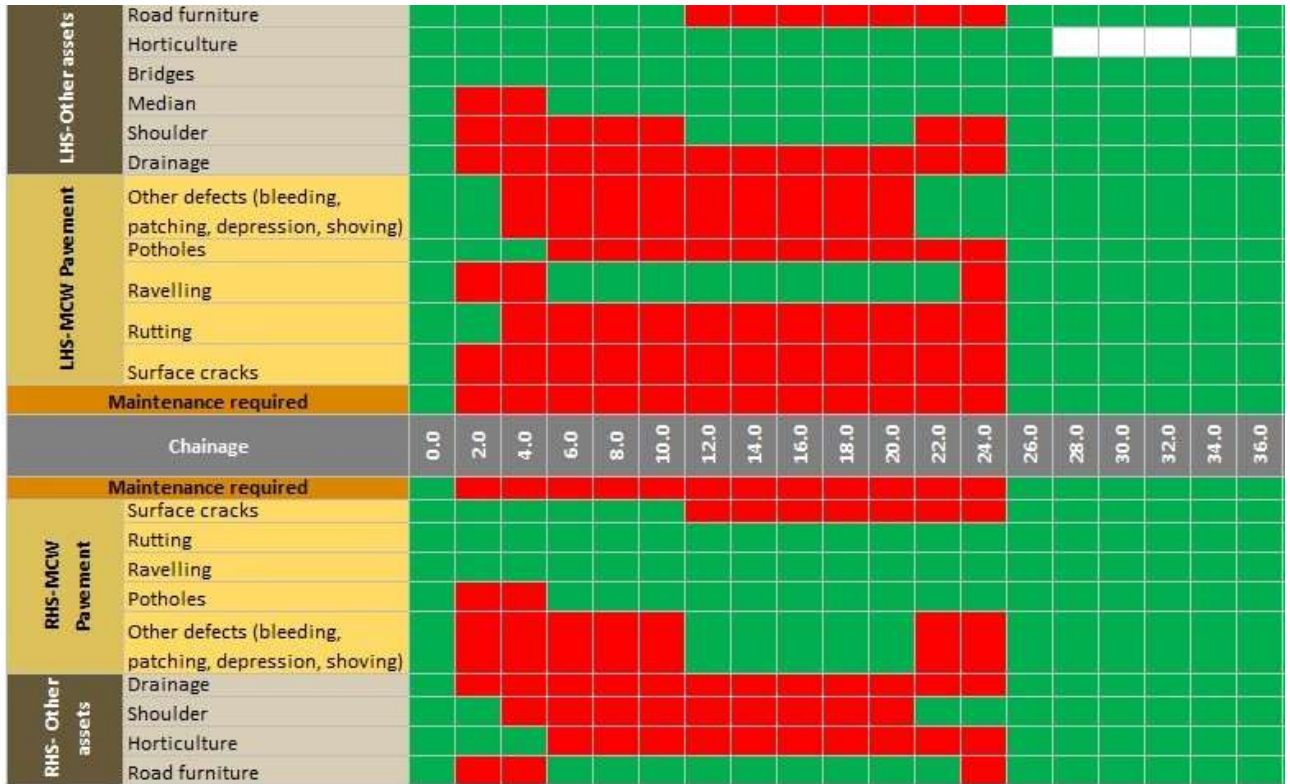 LHS-Other assets
Road furniture
Horticulture
Bridges
Median
Shoulder
Drainage
LHS-MCW Pavement
Other defects (bleeding,
patching, depression, shoving)
Potholes
Ravelling
Rutting
Surface cracks
Maintenance required
Chainage 0.0 2.0 4.0 6.0 8.0 10.0 12.0 14.0 16.0 18.0 20.0 22.0 24.0 26.0 28.0 30.0 32.0 34.0 36.0
Maintenance required
RHS-MCW
Pavement
Surface cracks
Rutting
Ravelling
Potholes
Other defects (bleeding,
patching, depression, shoving)
RHS- Other
assets
Drainage
Shoulder
Horticulture
Road furniture